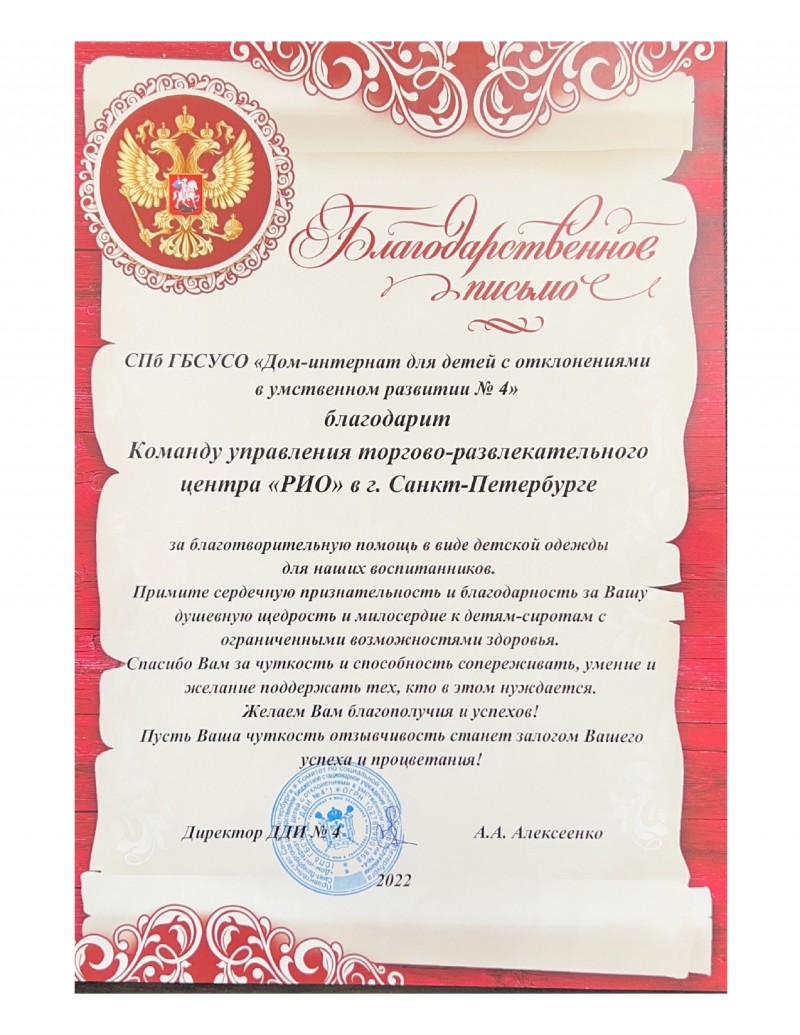 Благодарственное
письмо
СПб ГБСУСО «Дом-интернат для детей с отклонениями
в умственном развитии № 4»
благодарит
Команду управления торгово-развлекательного
центра «РИО» в г. Санкт-Петербурге
за благотворительную помощь в виде детской одежды
для наших воспитанников.
Примите сердечную признательность и благодарность за Вашу
душевную щедрость и милосердие к детям-сиротам с
ограниченными возможностями здоровья.
Спасибо Вам за чуткость и способность сопереживать, умение и
желание поддержать тех, кто в этом нуждается.
Желаем Вам благополучия и успехов!
Пусть Ваша чуткость отзывчивость станет залогом Вашего
успеха и процветания!
Директор ДДИ № 4
А.А. Алексеенко
2022